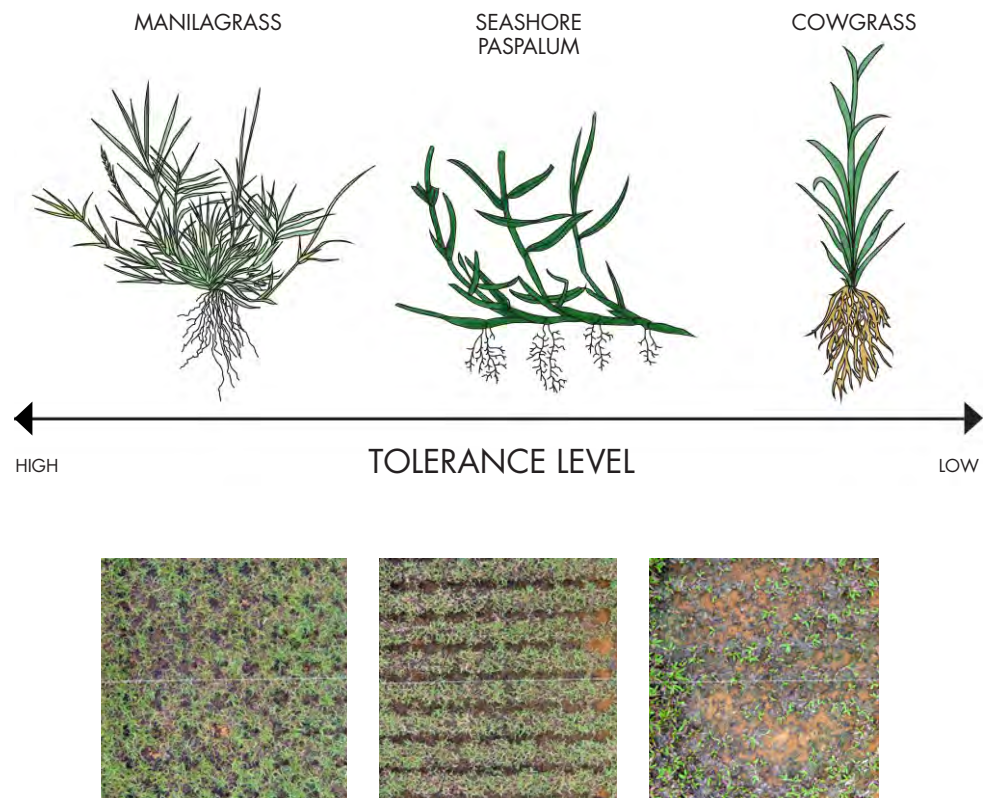 MANILAGRASS
SEASHORE
PASPALUM
COWGRASS
HIGH
TOLERANCE LEVEL
LOW